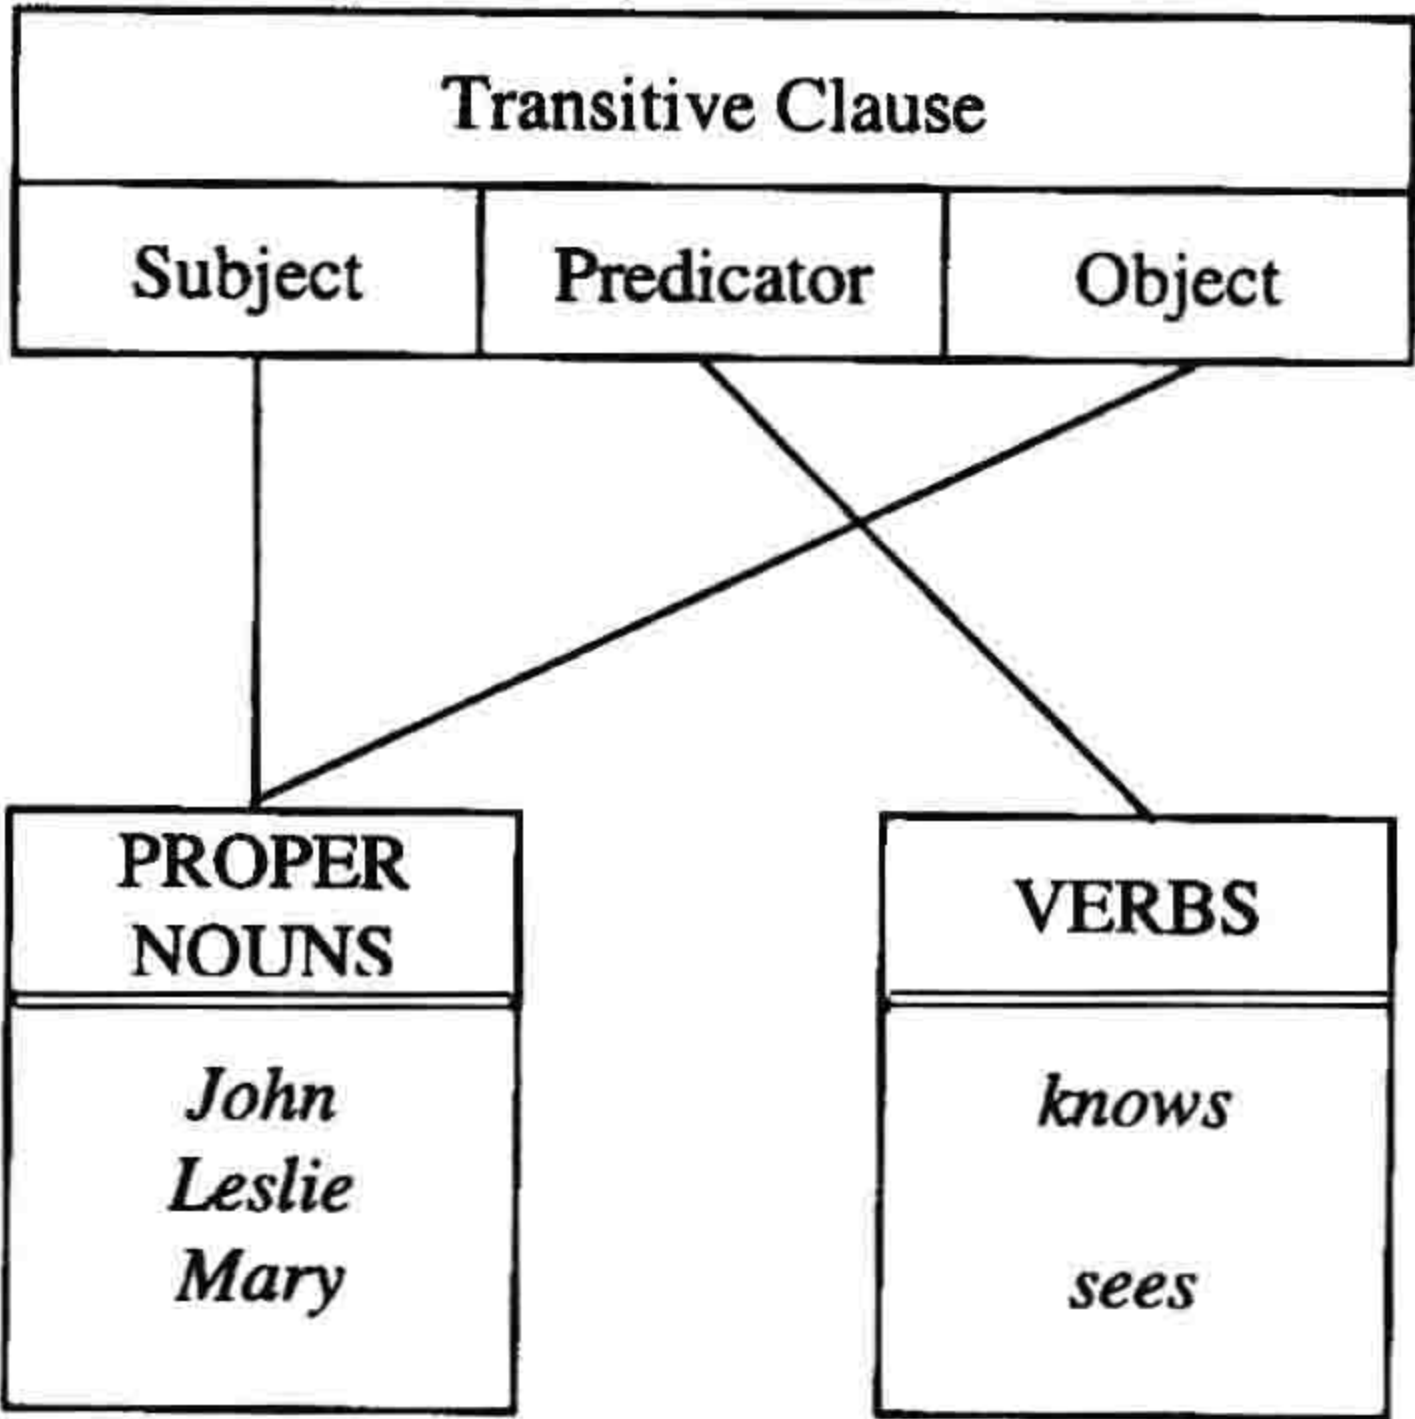 Transitive Clause
Subject Predicator Object
PROPER
NOUNS
VERBS
John
Leslie
Mary
knows
sees